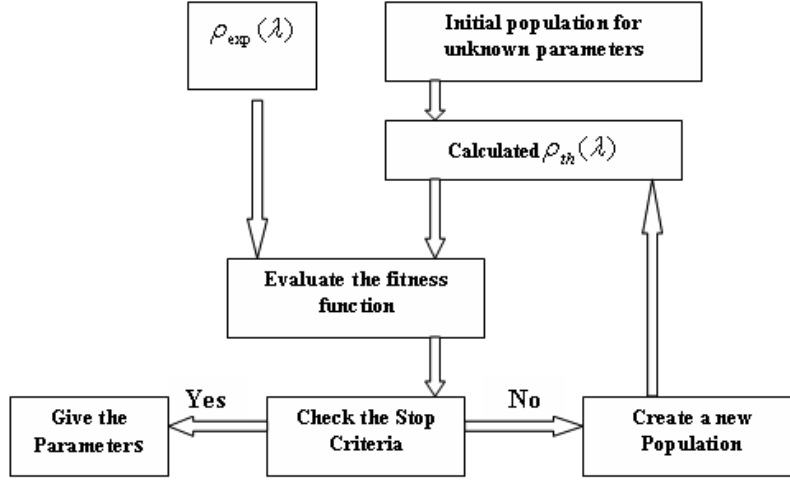 ρexp(λ)
Initial population for
unknown parameters
Calculated ρth(λ)
Evaluate the fitness
function
Yes
No
Give the
Parameters
Check the Stop
Criteria
Create a new
Population